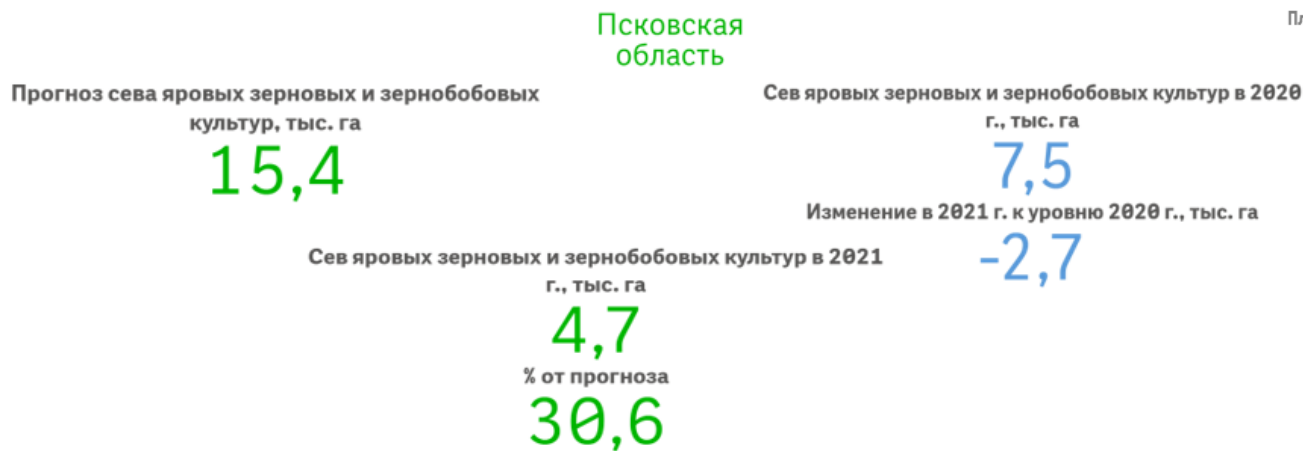 Псковская
область
Прогноз сева яровых зерновых и зернобобовых
культур, тыс. га
15,4
Сев яровых зерновых и зернобобовых культур в 2020
г., тыс. га
7,5
Изменение в 2021 г. к уровню 2020 г., тыс. га
-2,7
Сев яровых зерновых и зернобобовых культур в 2021
г., тыс. га
4,7
% от прогноза
30,6